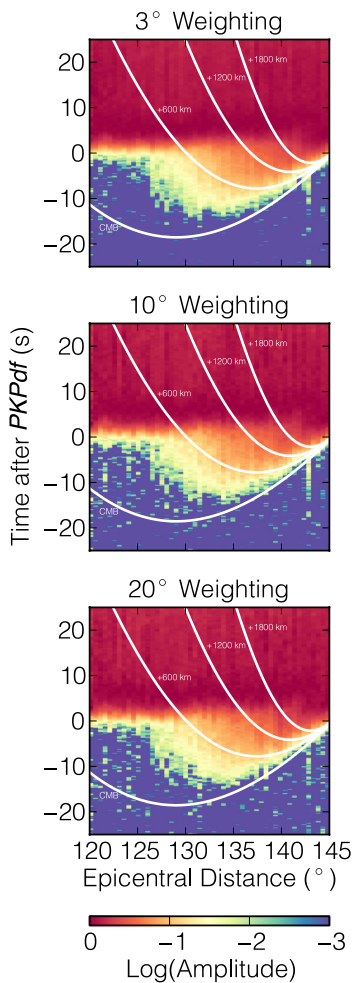 3° Weighting
20
10
0
−10
−20
+600 km
+1200 km
+1800 km
CMB
10° Weighting
20
10
0
−10
−20
+600 km
+1200 km
+1800 km
CMB
Time after PKPdf (s)
20° Weighting
20
10
0
−10
−20
+600 km
+1200 km
+1800 km
CMB
120 125 130 135 140 145
Epicentral Distance (°)
0 −1 −2 −3
Log(Amplitude)